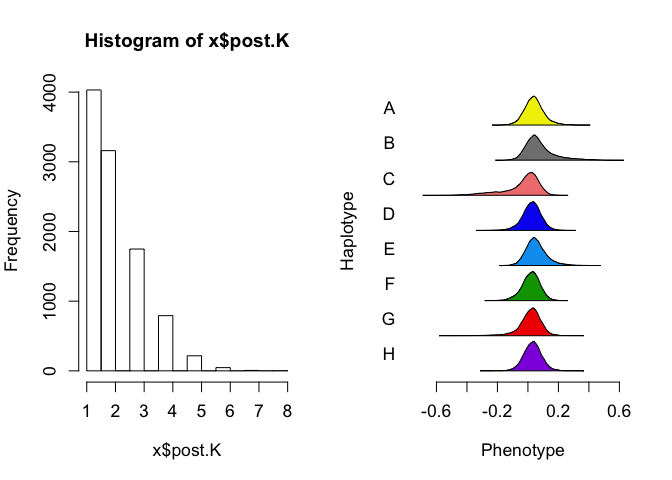 Histogram of x$post.K
Frequency
0
1000
2000
3000
4000
1 2 3 4 5 6 7 8
x$post.K
Haplotype
A
B
C
D
E
F
G
H
-0.6 -0.2 0.2 0.6
Phenotype